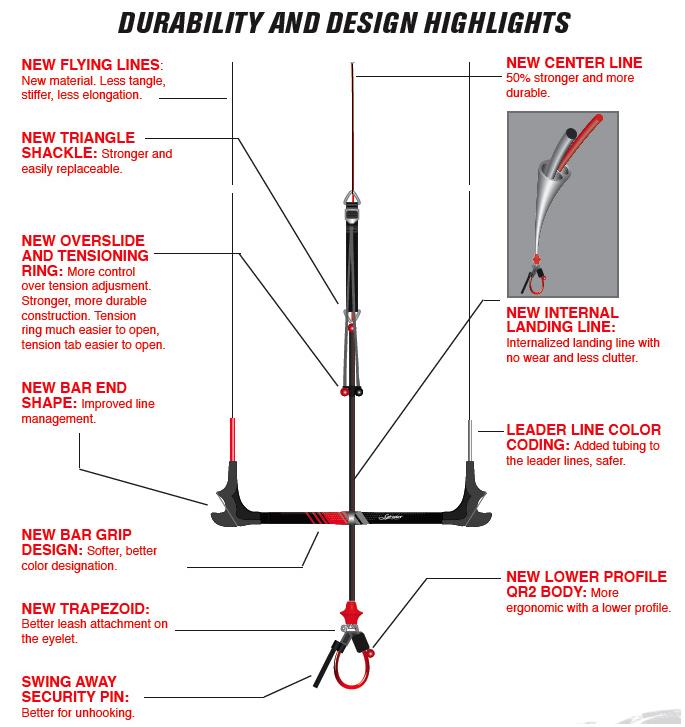 DURABILITY AND DESIGN HIGHLIGHTS
NEW FLYING LINES:
New material. Less tangle,
stiffer, less elongation.
NEW TRIANGLE
SHACKLE: Stronger and
easily replaceable.
NEW OVERSLIDE
AND TENSIONING
RING: More control
over tension adjusment.
Stronger, more durable
construction. Tension
ring much easier to open,
tension tab easier to open.
NEW BAR END
SHAPE: Improved line
management.
NEW BAR GRIP
DESIGN: Softer, better
color designation.
NEW TRAPEZOID:
Better leash attachment on
the eyelet.
SWING AWAY
SECURITY PIN:
Better for unhooking.
NEW CENTER LINE
50% stronger and more
durable.
NEW INTERNAL
LANDING LINE:
Internalized landing line with
no wear and less clutter.
LEADER LINE COLOR
CODING: Added tubing to
the leader lines, safer.
NEW LOWER PROFILE
QR2 BODY: More
ergonomic with a lower profile.